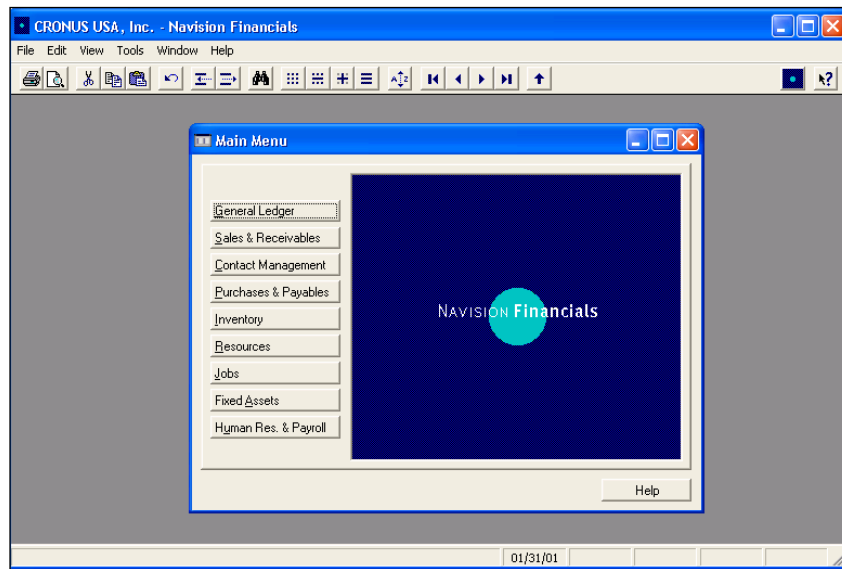 CRONUS USA, Inc. - Navision Financials
File Edit View Tools Window Help
Main Menu
General Ledger
Sales & Receivables
Contact Management
Purchases & Payables
Inventory
Resources
Jobs
Fixed Assets
Human Res. & Payroll
NAVISION Financials
Help
01/31/01